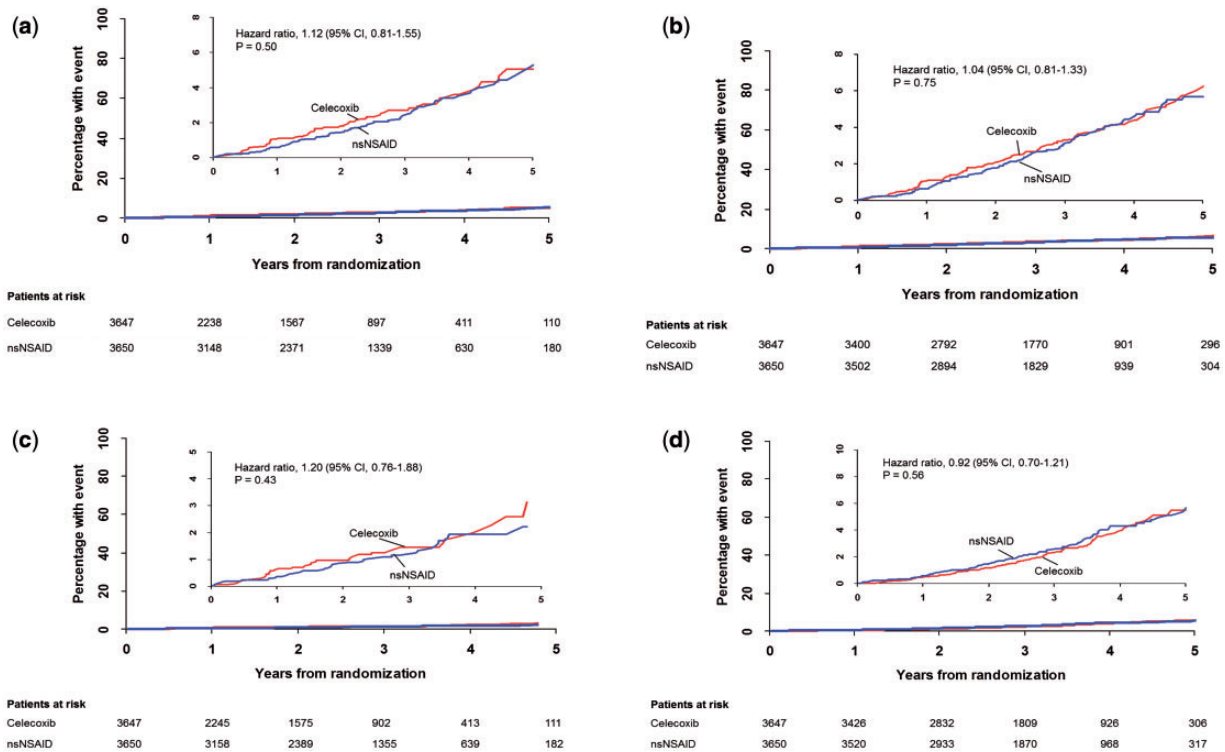 (a)
Percentage with event
100
80
60
40
20
0
8
6
4
2
0
Hazard ratio, 1.12 (95% CI, 0.81-1.55)
P = 0.50
Celecoxib
nsNSAID
0 1 2 3 4 5
0 1 2 3 4 5
Years from randomization
Patients at risk
Celecoxib 3647 2238 1567 897 411 110
nsNSAID 3650 3148 2371 1339 630 180
(b)
Percentage with event
100
80
60
40
20
0
8
6
4
2
0
Hazard ratio, 1.04 (95% CI, 0.81-1.33)
P = 0.75
Celecoxib
nsNSAID
0 1 2 3 4 5
0 1 2 3 4 5
Years from randomization
Patients at risk
Celecoxib 3647 3400 2792 1770 901 296
nsNSAID 3650 3502 2894 1829 939 304
(c)
Percentage with event
100
80
60
40
20
0
5
4
3
2
1
0
Hazard ratio, 1.20 (95% CI, 0.76-1.88)
P = 0.43
Celecoxib
nsNSAID
0 1 2 3 4 5
0 1 2 3 4 5
Years from randomization
Patients at risk
Celecoxib 3647 2245 1575 902 413 111
nsNSAID 3650 3158 2389 1355 639 182
(d)
Percentage with event
100
80
60
40
20
0
10
8
6
4
2
0
Hazard ratio, 0.92 (95% CI, 0.70-1.21)
P = 0.56
nsNSAID
Celecoxib
0 1 2 3 4 5
0 1 2 3 4 5
Years from randomization
Patients at risk
Celecoxib 3647 3426 2832 1809 926 306
nsNSAID 3650 3520 2933 1870 968 317